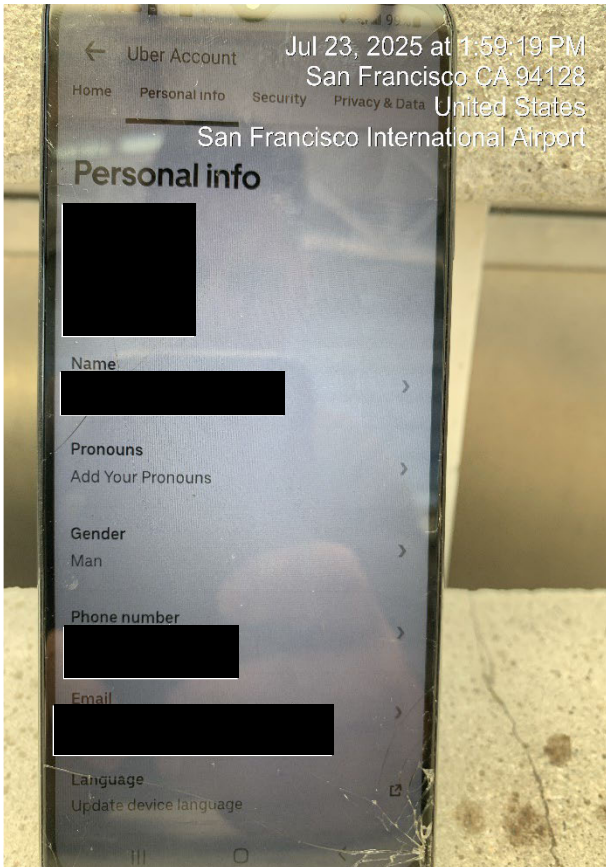 Jul 23, 2025 at 1:59:19 PM
San Francisco CA 94128
United States
San Francisco International Airport
Uber Account
Home Personal info Security Privacy & Data
Personal info
Name
Pronouns
Add Your Pronouns
Gender
Man
Phone number
Email
Language
Update device language